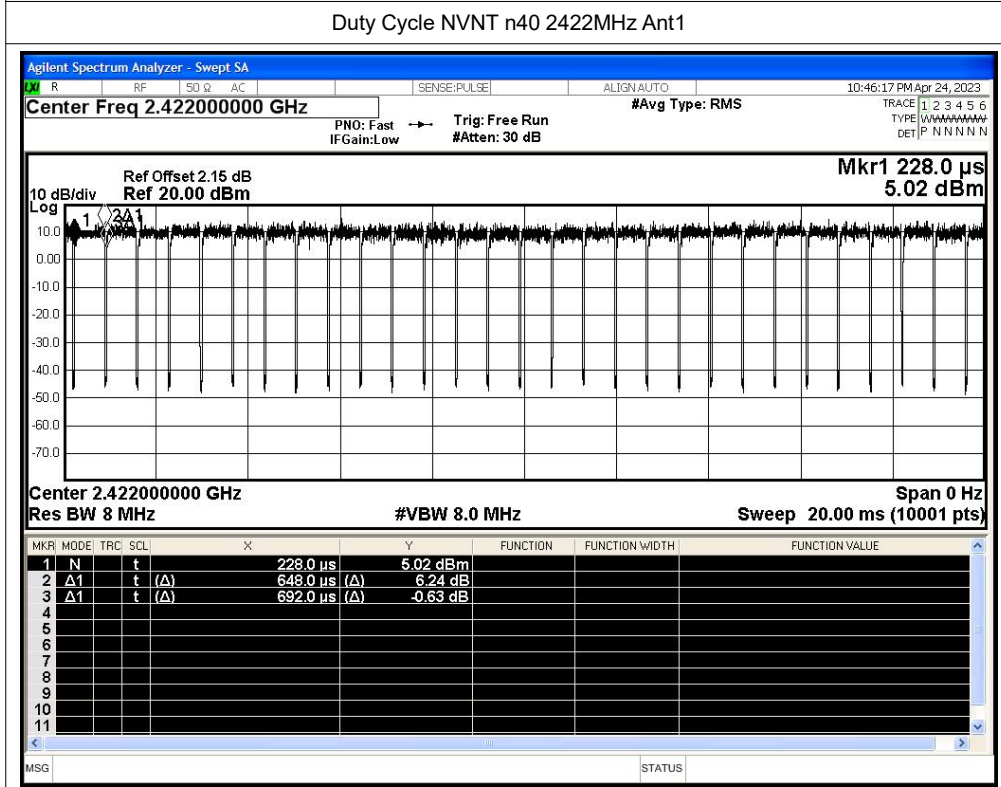 Duty Cycle NVNT n40 2422MHz Ant1
Agilent Spectrum Analyzer - Swept SA
LXI R RF 50 Ω AC SENSE:PULSE ALIGN AUTO 10:46:17 PM Apr 24, 2023
Center Freq 2.422000000 GHz #Avg Type: RMS TRACE 1 2 3 4 5 6
PNO: Fast Trig: Free Run TYPE WWWWWW
IFGain:Low #Atten: 30 dB DET P N N N N N
Mkr1 228.0 µs
Ref Offset 2.15 dB
10 dB/div Ref 20.00 dBm 5.02 dBm
Log
1 2Δ1
10.0
0.00
-10.0
-20.0
-30.0
-40.0
-50.0
-60.0
-70.0
Center 2.422000000 GHz Span 0 Hz
Res BW 8 MHz #VBW 8.0 MHz Sweep 20.00 ms (10001 pts)
MKR MODE TRC SCL X Y FUNCTION FUNCTION WIDTH FUNCTION VALUE
1 N t 228.0 µs 5.02 dBm
2 Δ1 t (Δ) 648.0 µs (Δ) 6.24 dB
3 Δ1 t (Δ) 692.0 µs (Δ) -0.63 dB
4
5
6
7
8
9
10
11
MSG STATUS